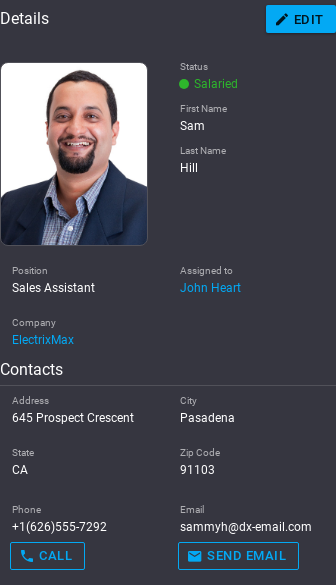 Details
EDIT
Status
Salaried
First Name
Sam
Last Name
Hill
Position
Sales Assistant
Assigned to
John Heart
Company
ElectrixMax
Contacts
Address
645 Prospect Crescent
City
Pasadena
State
CA
Zip Code
91103
Phone
+1(626)555-7292
Email
sammyh@dx-email.com
CALL
SEND EMAIL